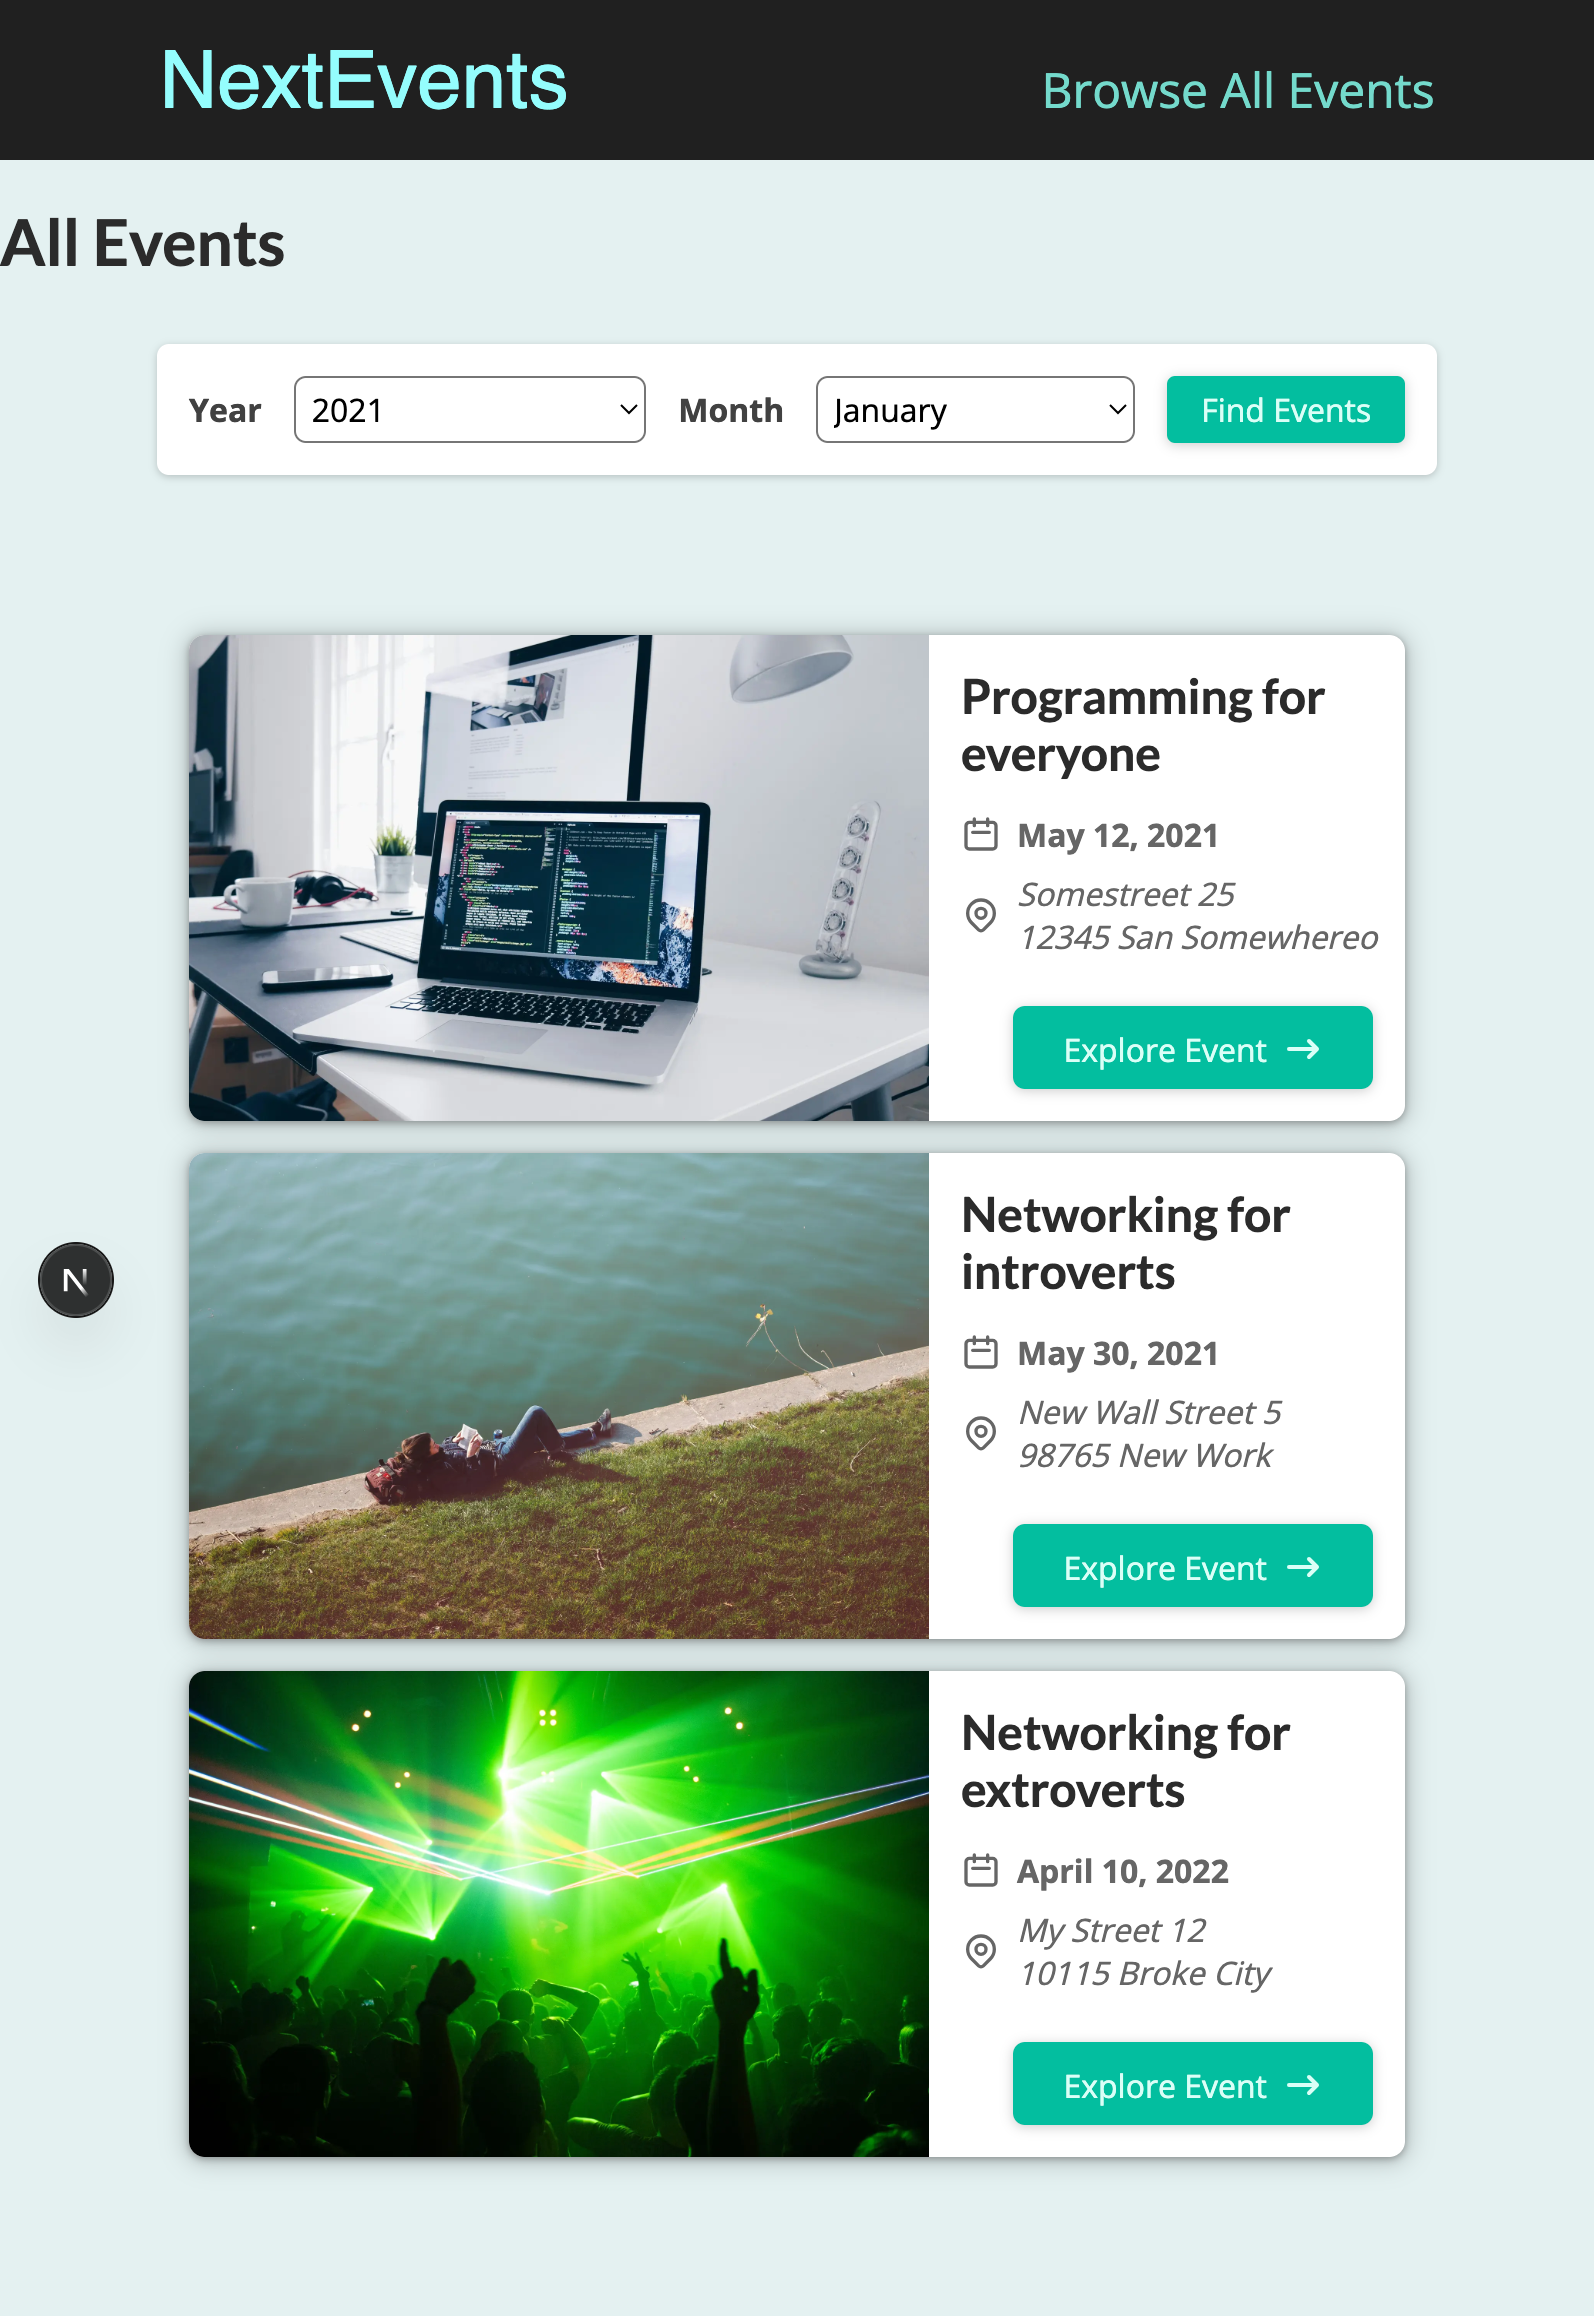 NextEvents
Browse All Events
All Events
Year
2021
Month
January
Find Events
Programming for
everyone
May 12, 2021
Somestreet 25
12345 San Somewhereo
Explore Event
N
Networking for
introverts
May 30, 2021
New Wall Street 5
98765 New Work
Explore Event
Networking for
extroverts
April 10, 2022
My Street 12
10115 Broke City
Explore Event